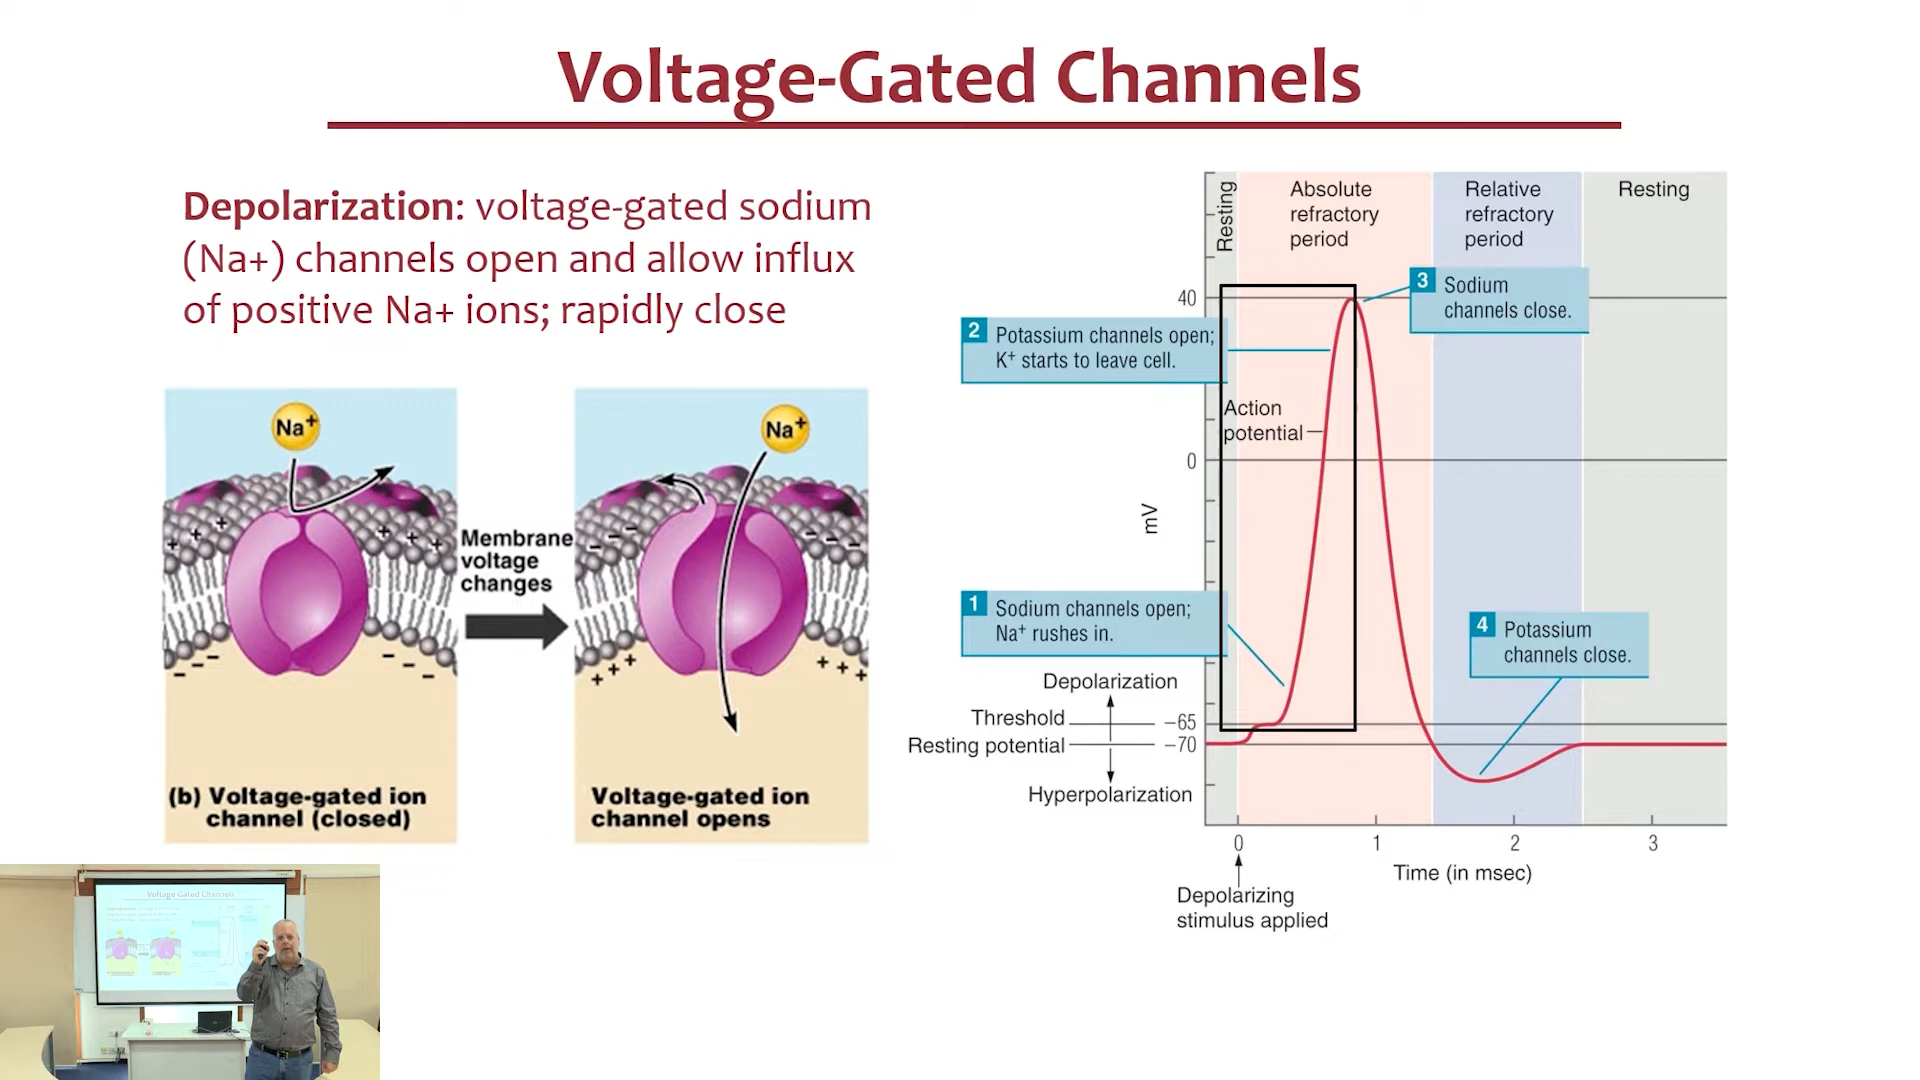 Voltage-Gated Channels
Depolarization: voltage-gated sodium
(Na+) channels open and allow influx
of positive Na+ ions; rapidly close
Na+
Membrane
voltage
changes
Na+
(b) Voltage-gated ion
channel (closed)
Voltage-gated ion
channel opens
Resting
Absolute
refractory
period
Relative
refractory
period
Resting
40
0
-65
-70
mV
2 Potassium channels open;
K+ starts to leave cell.
3 Sodium
channels close.
Action
potential
1 Sodium channels open;
Na+ rushes in.
4 Potassium
channels close.
Depolarization
Threshold
Resting potential
Hyperpolarization
0 1 2 3
Time (in msec)
Depolarizing
stimulus applied
Voltage-Gated Channels